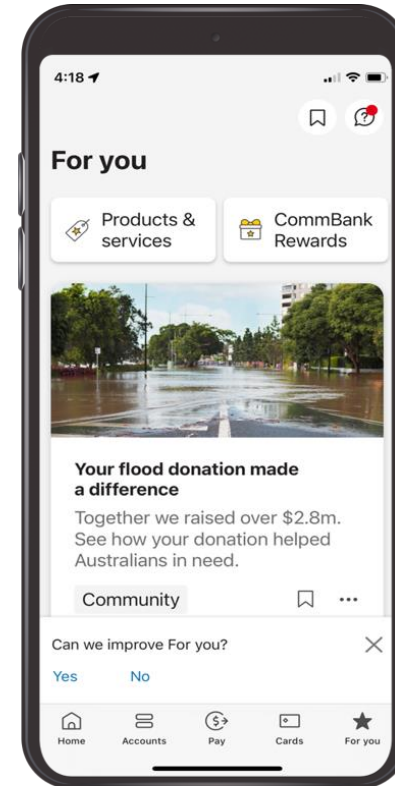 4:18
For you
Products &
services
CommBank
Rewards
Your flood donation made
a difference
Together we raised over $2.8m.
See how your donation helped
Australians in need.
Community
Can we improve For you?
Yes No
Home Accounts Pay Cards For you